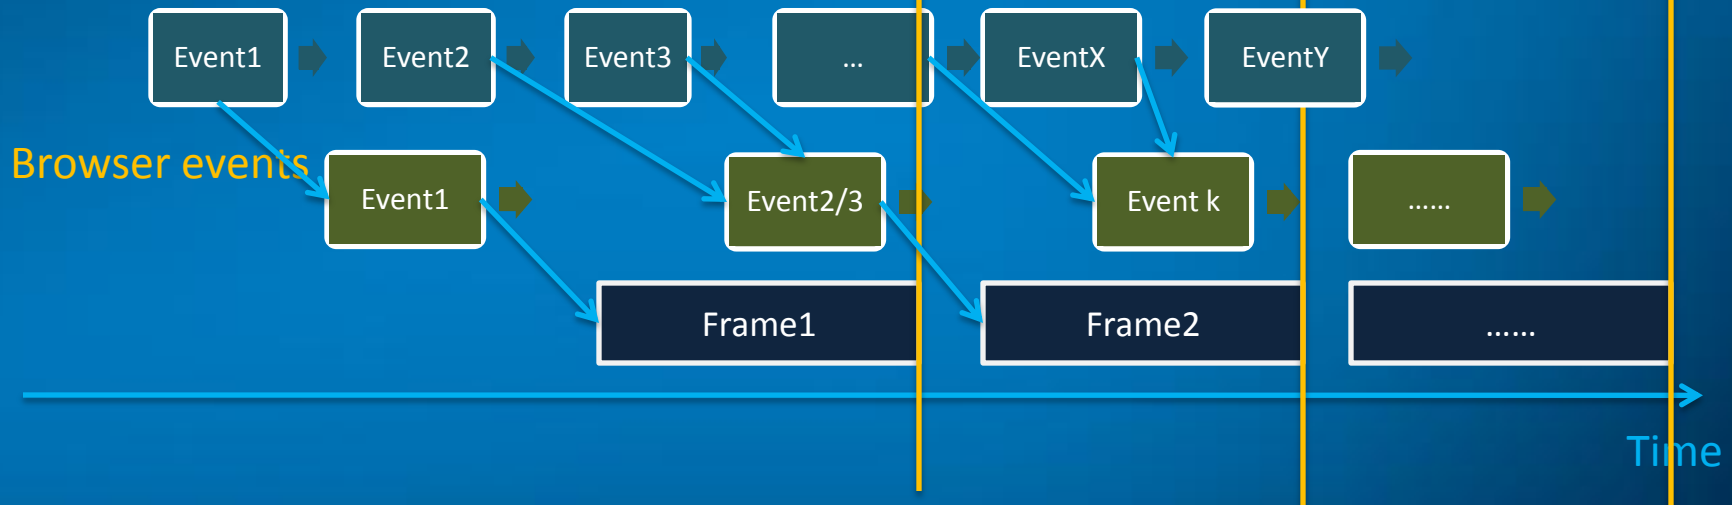 Event1
Event2
Event3
...
EventX
EventY
Browser events
Event1
Event2/3
Event k
......
Frame1
Frame2
......
Time